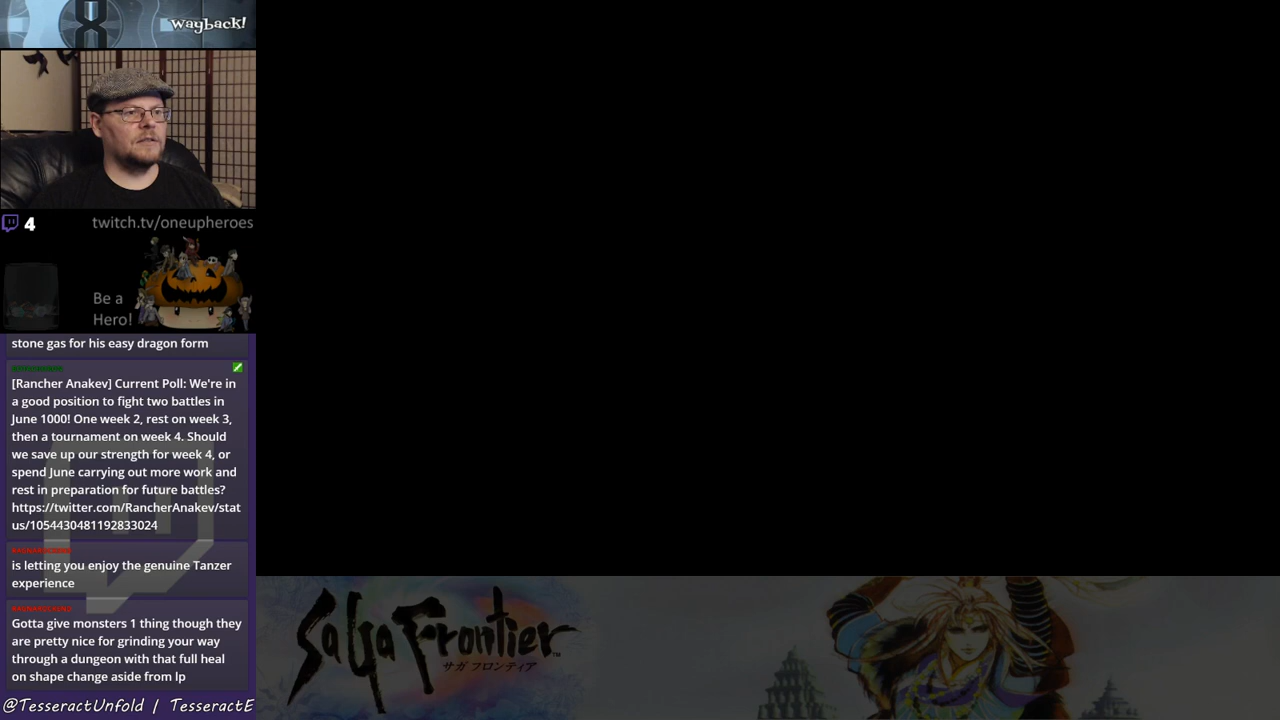 wayback!
4
twitch.tv/oneupheroes
Be a
Hero!
stone gas for his easy dragon form
[Rancher Anakev] Current Poll: We're in
a good position to fight two battles in
June 1000! One week 2, rest on week 3,
then a tournament on week 4. Should
we save up our strength for week 4, or
spend June carrying out more work and
rest in preparation for future battles?
https://twitter.com/RancherAnakev/stat
us/1054430481192833024
is letting you enjoy the genuine Tanzer
experience
Gotta give monsters 1 thing though they
are pretty nice for grinding your way
through a dungeon with that full heal
on shape change aside from lp
@TesseractUnfold / TesseractE
SaGa Frontier
サガ フロンティア